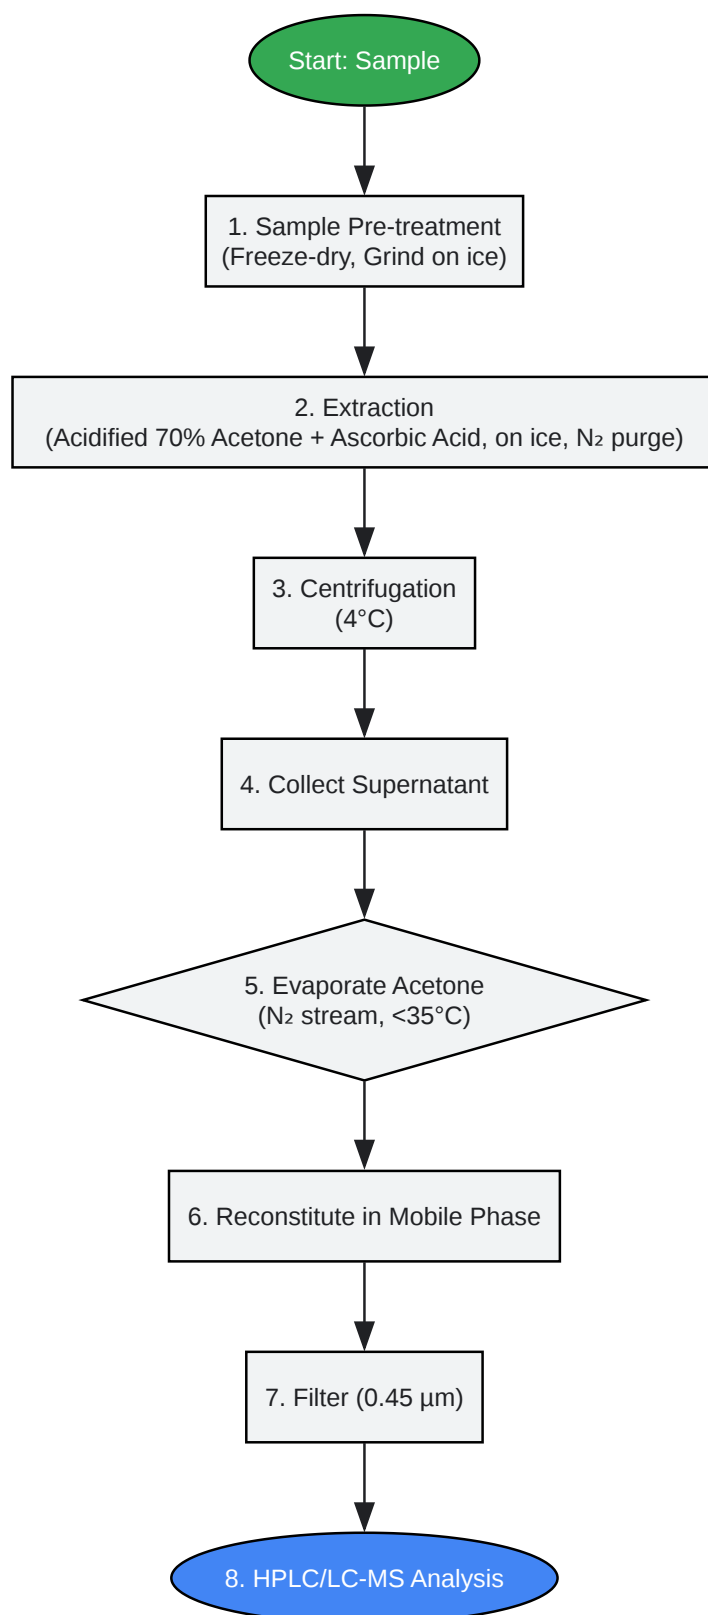 Start: Sample
1. Sample Pre-treatment
(Freeze-dry, Grind on ice)
2. Extraction
(Acidified 70% Acetone + Ascorbic Acid, on ice, N₂ purge)
3. Centrifugation
(4°C)
4. Collect Supernatant
5. Evaporate Acetone
(N₂ stream, <35°C)
6. Reconstitute in Mobile Phase
7. Filter (0.45 µm)
8. HPLC/LC-MS Analysis